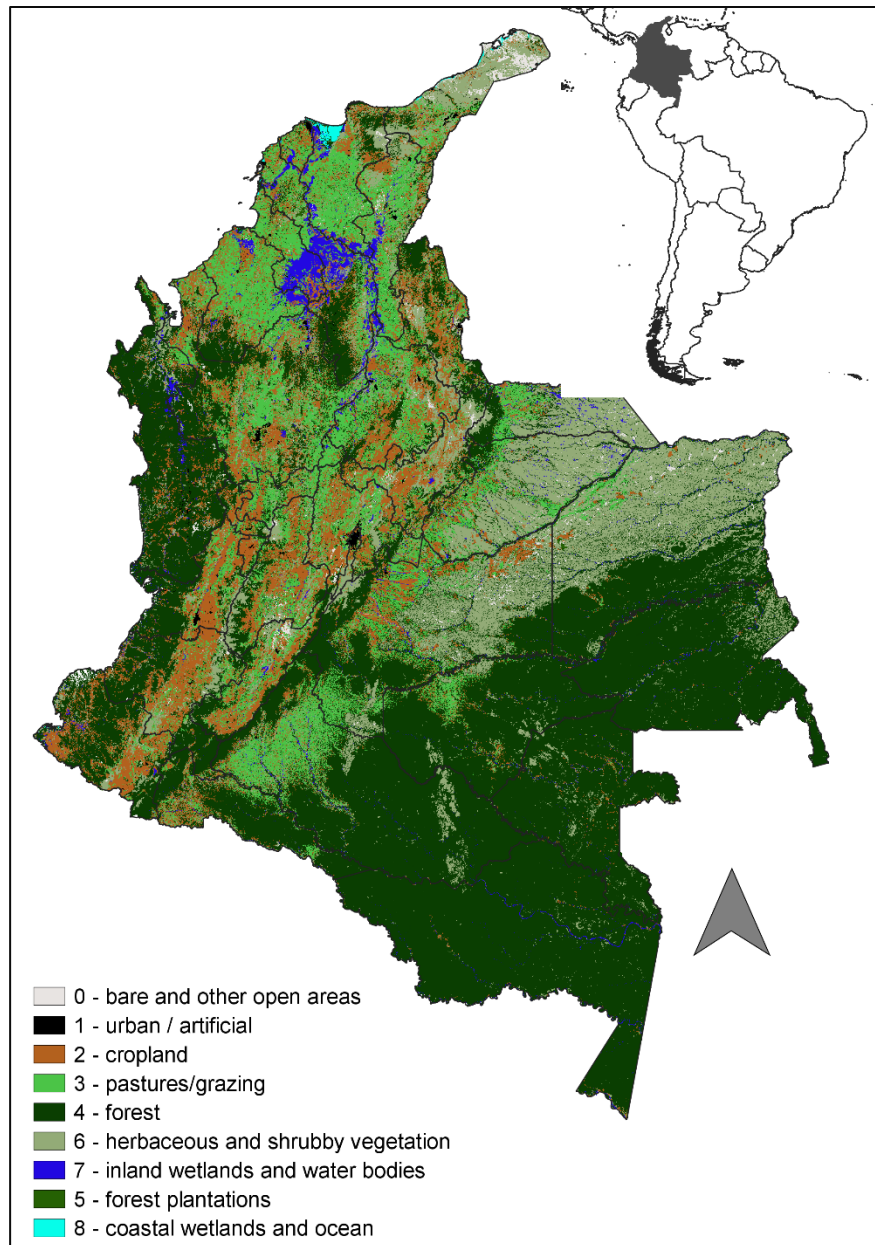 0 - bare and other open areas
1 - urban / artificial
2 - cropland
3 - pastures/grazing
4 - forest
6 - herbaceous and shrubby vegetation
7 - inland wetlands and water bodies
5 - forest plantations
8 - coastal wetlands and ocean